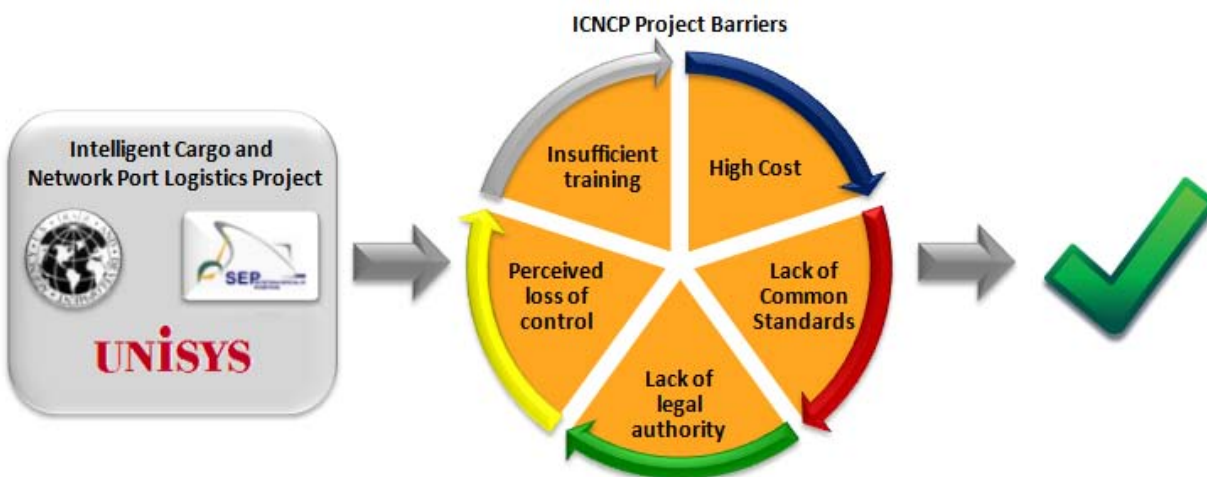 ICNCP Project Barriers
Intelligent Cargo and
Network Port Logistics Project
SEP
UNiSYS
Insufficient
training
High Cost
Perceived
loss of
control
Lack of
Common
Standards
Lack of
legal
authority